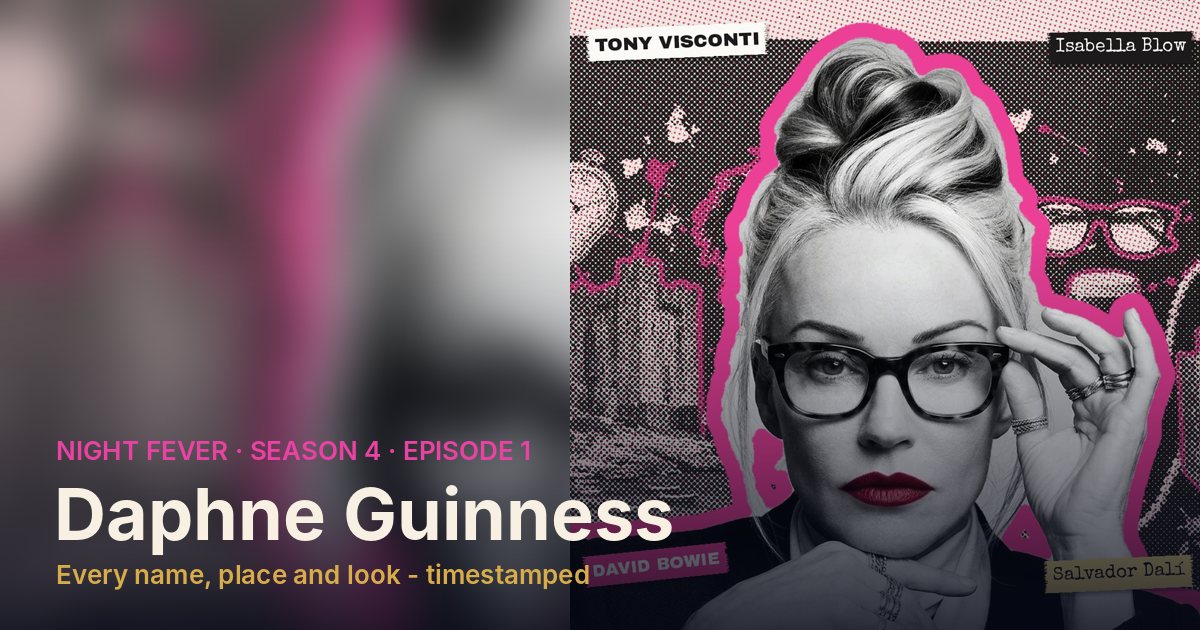 TONY VISCONTI
Isabella Blow
NIGHT FEVER · SEASON 4 · EPISODE 1
Daphne Guinness
Every name, place and look - timestamped
DAVID BOWIE
Salvador Dalí